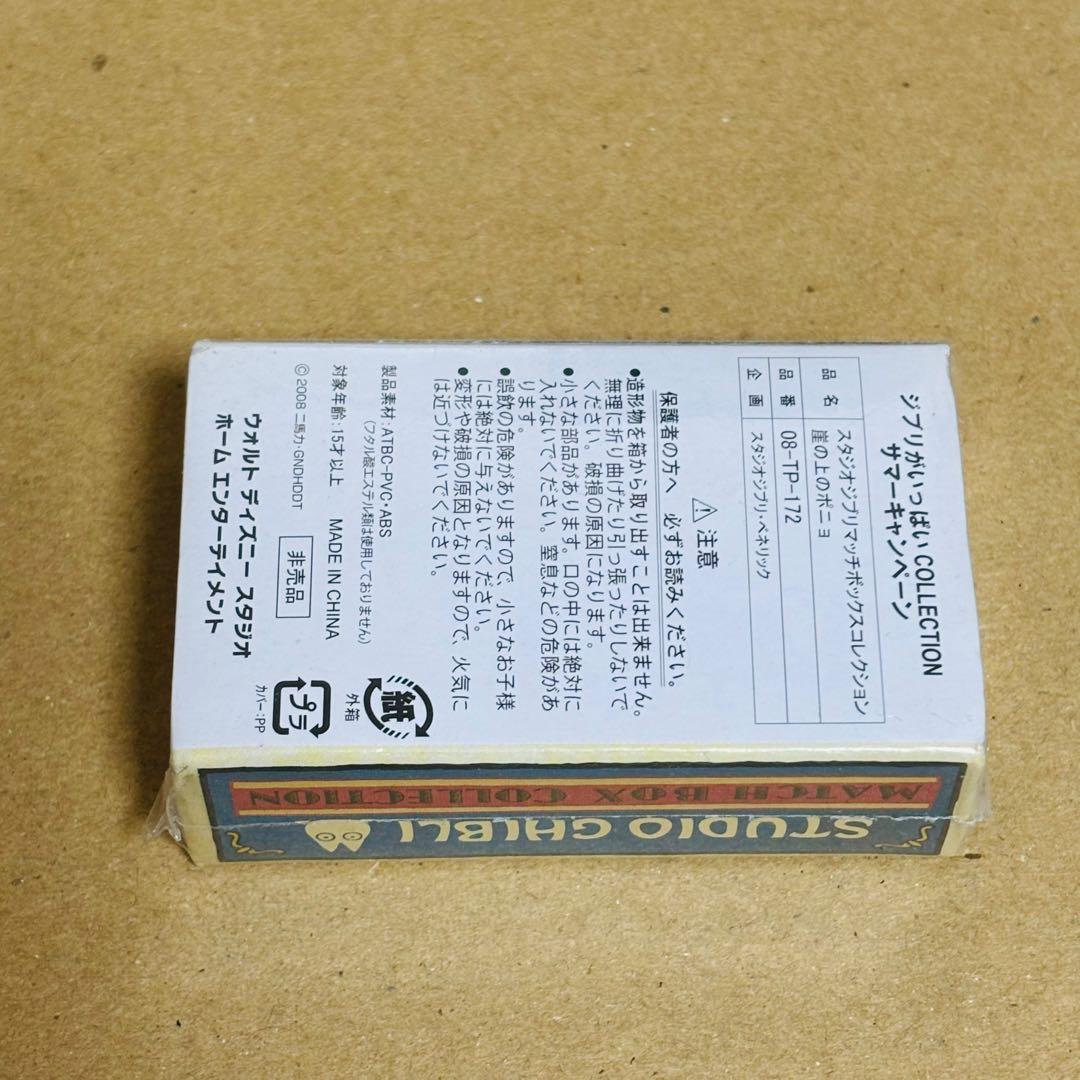 ジブリがいっぱいCOLLECTION
サマーキャンペーン
品 名 スタジオジブリマッチボックスコレクション
崖の上のポニョ
品 番 08-TP-172
企 画 スタジオジブリ・ベネリック
⚠注意
保護者の方へ 必ずお読みください。
●造形物を箱から取り出すことは出来ません。
無理に折り曲げたり引っ張ったりしないで
ください。破損の原因になります。
●小さな部品があります。口の中には絶対に
入れないでください。窒息などの危険があ
ります。
●誤飲の危険がありますので、小さなお子様
には絶対に与えないでください。
●変形や破損の原因となりますので、火気に
は近づけないでください。
製品素材:ATBC-PVC・ABS
(フタル酸エステル類は使用しておりません)
対象年齢:15才以上 MADE IN CHINA
©2008 二馬力・GNDHDDT
非売品
ウォルト ディズニー スタジオ
ホーム エンターテイメント
紙
外箱
プラ
カバー:PP
STUDIO GHIBLI
MATCH BOX COLLECTION